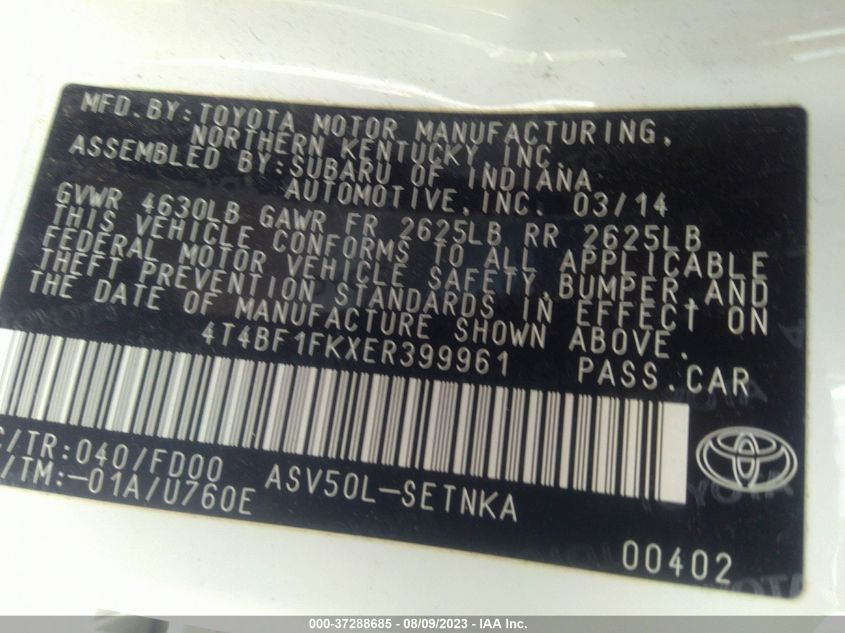 MFD.BY:TOYOTA MOTOR MANUFACTURING,
NORTHERN KENTUCKY,INC.
ASSEMBLED BY:SUBARU OF INDIANA
AUTOMOTIVE,INC. 03/14
GVWR 4630LB GAWR FR 2625LB RR 2625LB
THIS VEHICLE CONFORMS TO ALL APPLICABLE
FEDERAL MOTOR VEHICLE SAFETY,BUMPER,AND
THEFT PREVENTION STANDARDS IN EFFECT ON
THE DATE OF MANUFACTURE SHOWN ABOVE.
4T4BF1FKXER399961 PASS.CAR
C/TR:040/FD00
/TM:-01A/U760E
ASV50L-SETNKA
00402
000-37288685 - 08/09/2023 - IAA Inc.